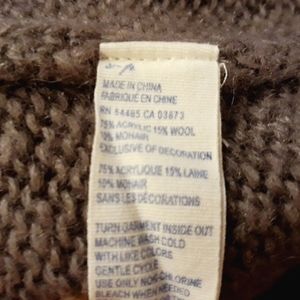 MADE IN CHINA
FABRIQUÉ EN CHINE
RN 54485 CA 03873
75% ACRYLIC 15% WOOL
10% MOHAIR
EXCLUSIVE OF DECORATION
75% ACRYLIQUE 15% LAINE
10% MOHAIR
SANS LES DÉCORATIONS
TURN GARMENT INSIDE OUT
MACHINE WASH COLD
WITH LIKE COLORS
GENTLE CYCLE
USE ONLY NON-CHLORINE
BLEACH WHEN NEEDED